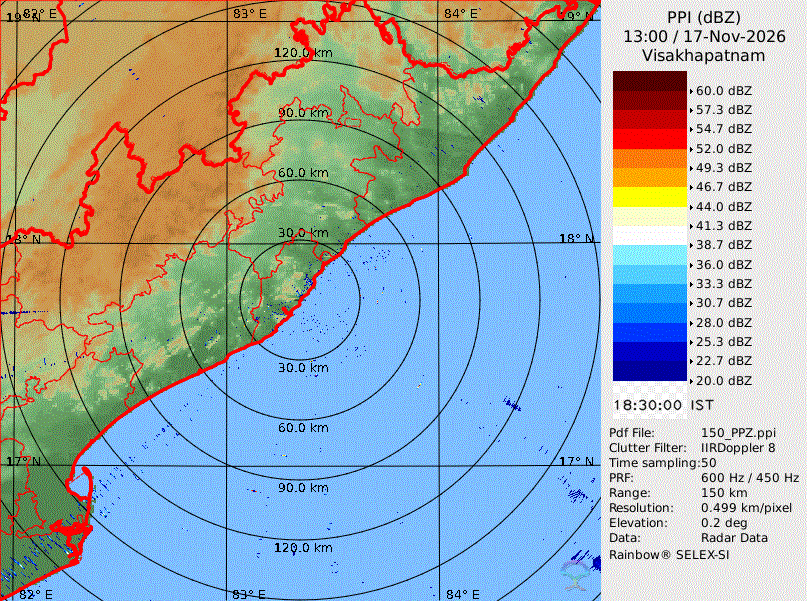 82° E
83° E
84° E
19° N
19° N
120.0 km
90.0 km
60.0 km
30.0 km
18° N
18° N
30.0 km
60.0 km
17° N
17° N
90.0 km
120.0 km
82° E
83° E
84° E
PPI (dBZ)
13:00 / 17-Nov-2026
Visakhapatnam
60.0 dBZ
57.3 dBZ
54.7 dBZ
52.0 dBZ
49.3 dBZ
46.7 dBZ
44.0 dBZ
41.3 dBZ
38.7 dBZ
36.0 dBZ
33.3 dBZ
30.7 dBZ
28.0 dBZ
25.3 dBZ
22.7 dBZ
20.0 dBZ
18:30:00 IST
Pdf File: 150_PPZ.ppi
Clutter Filter: IIRDoppler 8
Time sampling:50
PRF: 600 Hz / 450 Hz
Range: 150 km
Resolution: 0.499 km/pixel
Elevation: 0.2 deg
Data: Radar Data
Rainbow® SELEX-SI